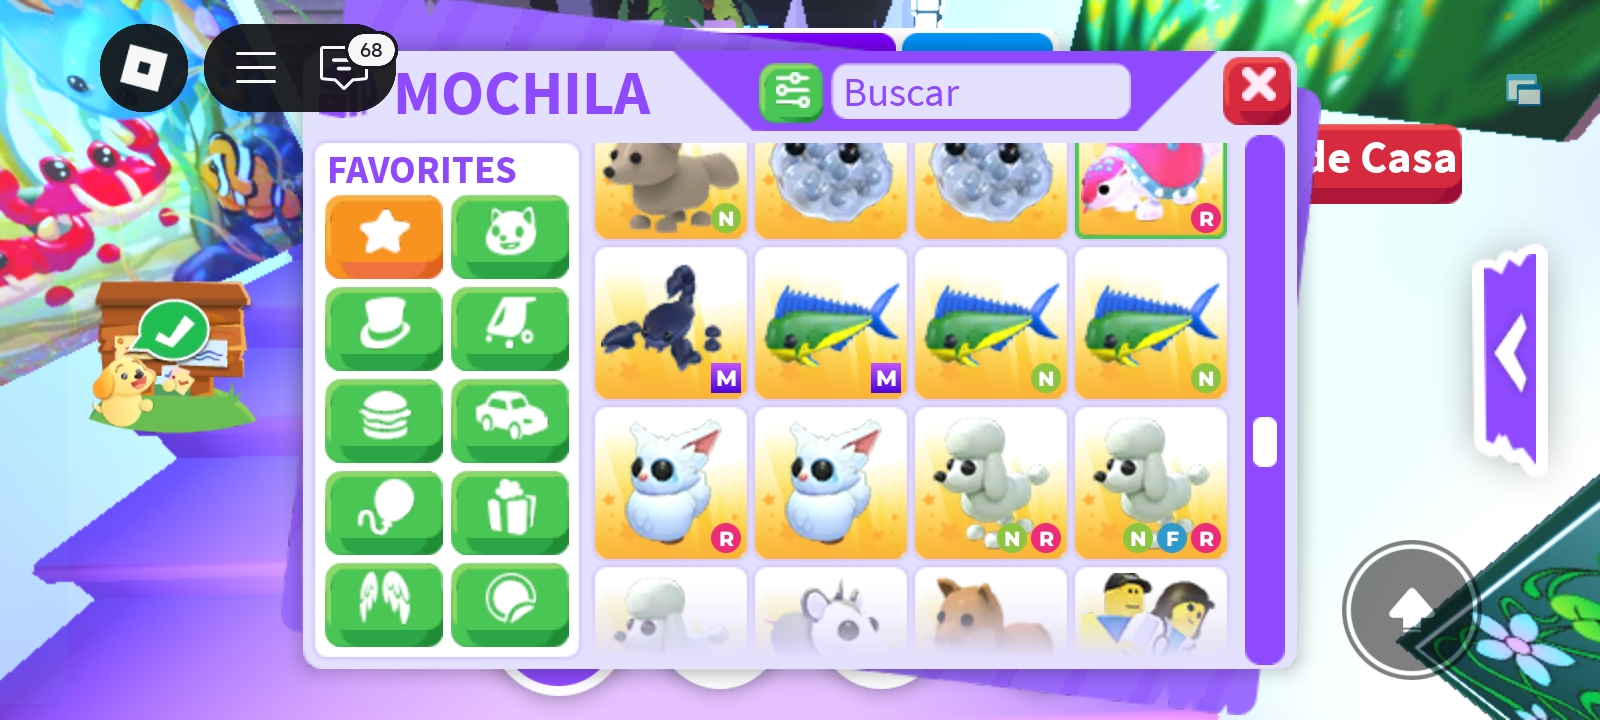 68
MOCHILA
Buscar
FAVORITES
de Casa
N
R
M
M
N
N
R
N R
N F R